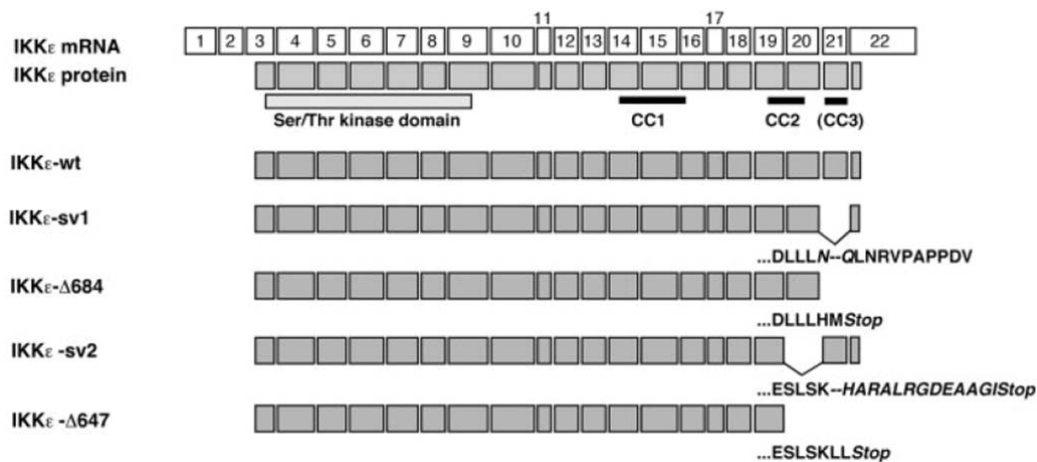 11 17
IKKε mRNA 1 2 3 4 5 6 7 8 9 10 12 13 14 15 16 18 19 20 21 22
IKKε protein
Ser/Thr kinase domain CC1 CC2 (CC3)
IKKε-wt
IKKε-sv1
...DLLLN--QLNRVPAPPDV
IKKε-Δ684
...DLLLHMStop
IKKε -sv2
...ESLSK--HARALRGDEAAGIStop
IKKε -Δ647
...ESLSKLLStop